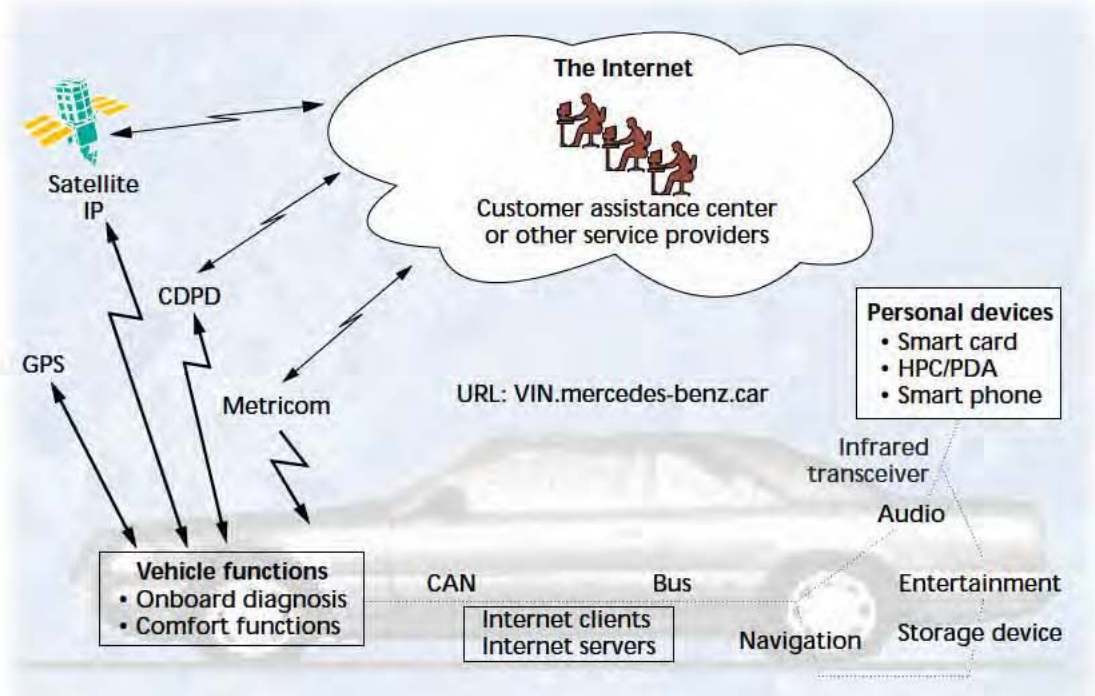 The Internet
Customer assistance center
or other service providers
Satellite
IP
CDPD
GPS
Metricom
URL: VIN.mercedes-benz.car
Personal devices
• Smart card
• HPC/PDA
• Smart phone
Infrared
transceiver
Audio
Vehicle functions
• Onboard diagnosis
• Comfort functions
CAN Bus
Internet clients
Internet servers
Entertainment
Navigation
Storage device